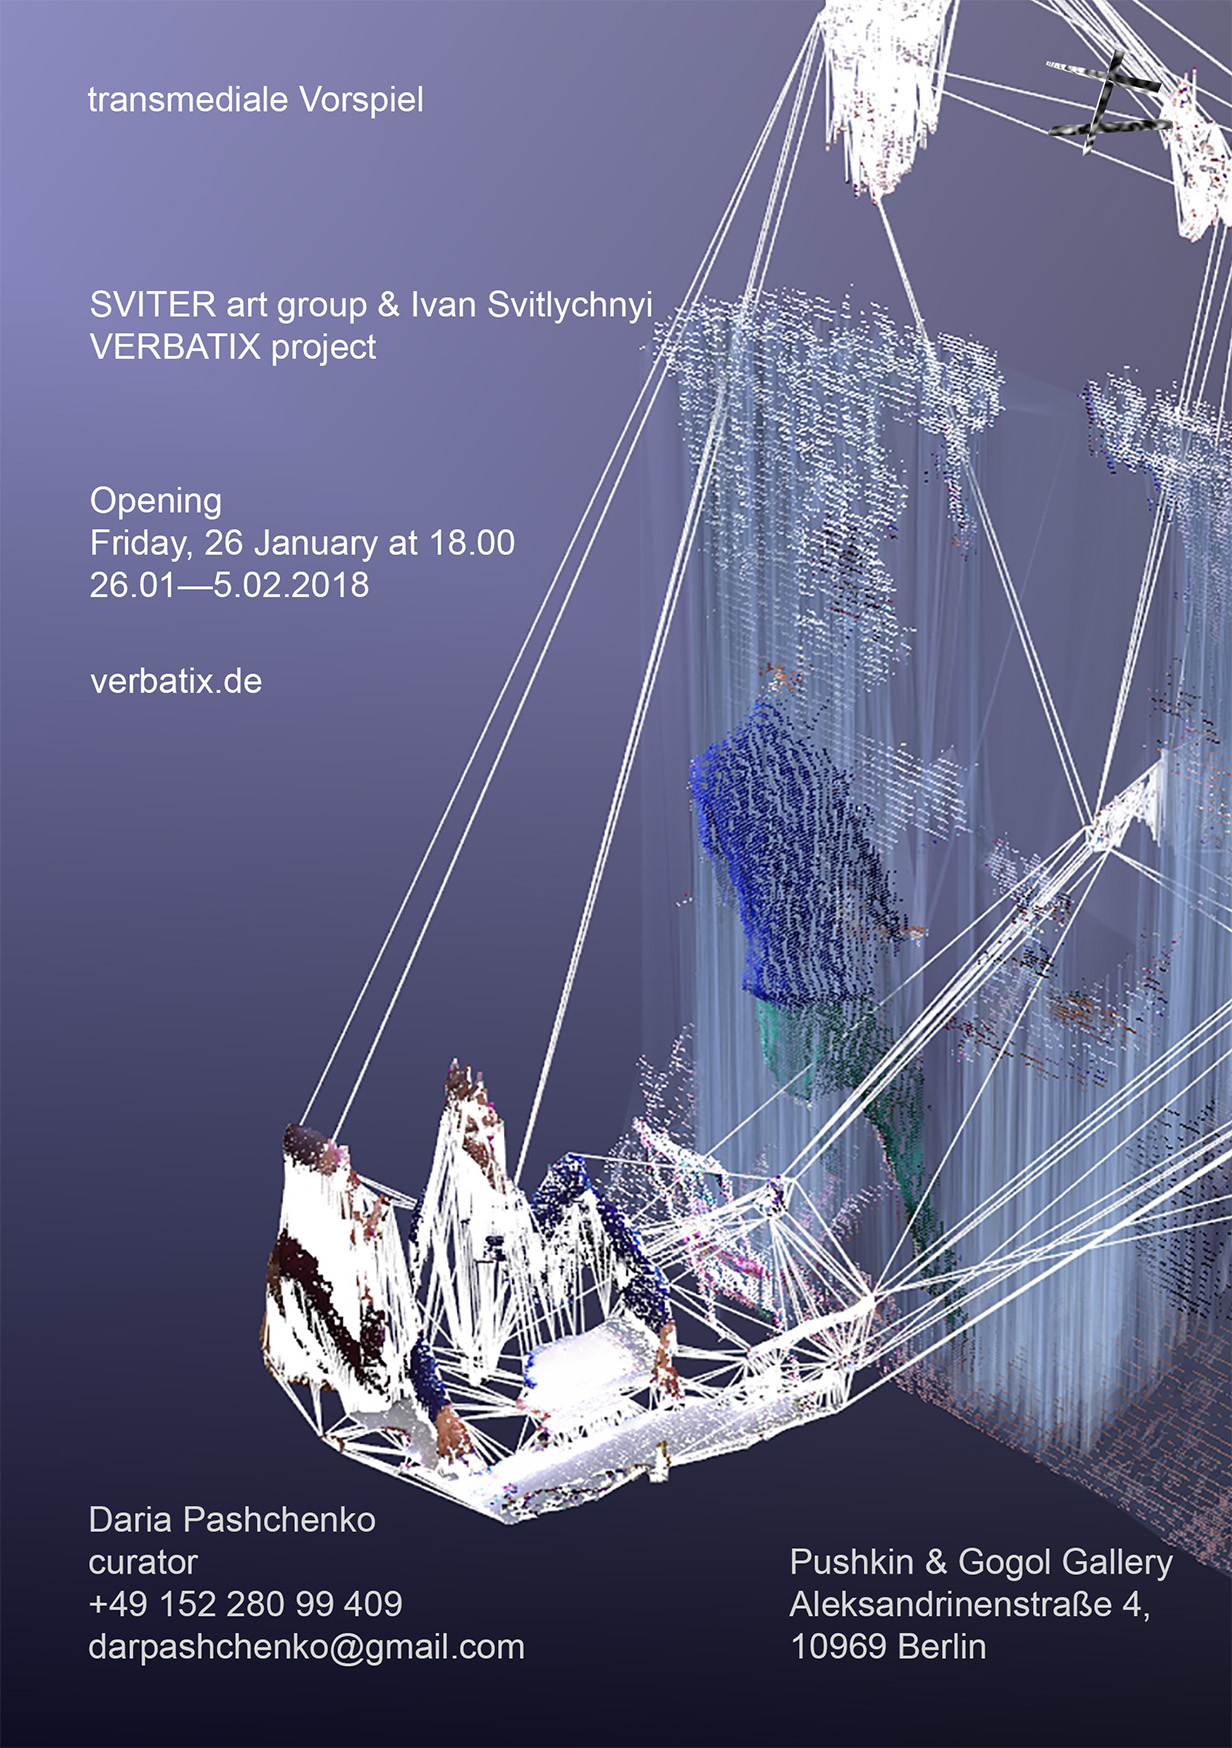 transmediale Vorspiel
SVITER art group & Ivan Svitlychnyi
VERBATIX project
Opening
Friday, 26 January at 18.00
26.01—5.02.2018
verbatix.de
Daria Pashchenko
curator
+49 152 280 99 409
darpashchenko@gmail.com
Pushkin & Gogol Gallery
Aleksandrinenstraße 4,
10969 Berlin